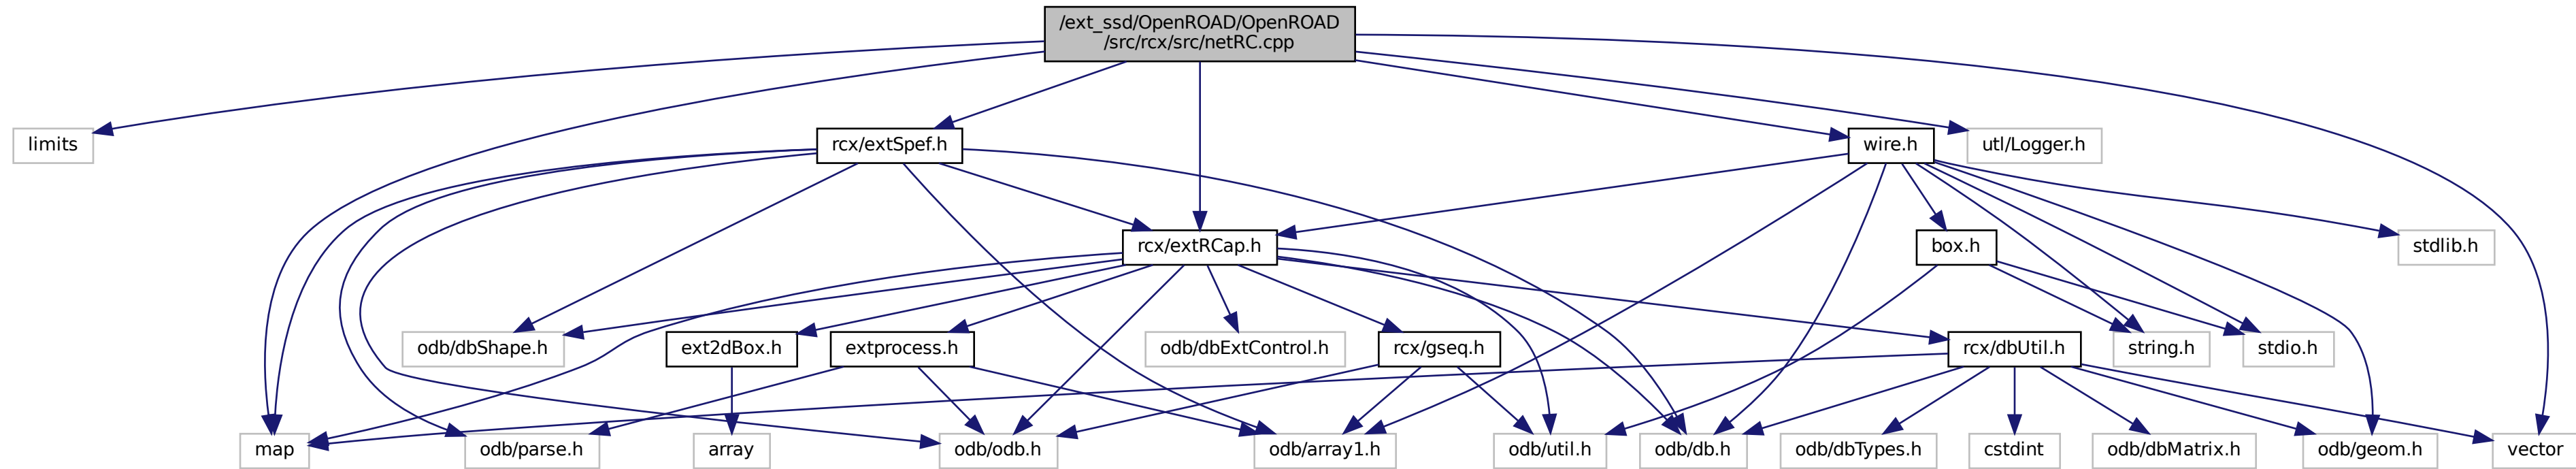 /ext_ssd/OpenROAD/OpenROAD
/src/rcx/src/netRC.cpp
limits
rcx/extSpef.h
wire.h
utl/Logger.h
rcx/extRCap.h
box.h
stdlib.h
odb/dbShape.h
ext2dBox.h
extprocess.h
odb/dbExtControl.h
rcx/gseq.h
rcx/dbUtil.h
string.h
stdio.h
map
odb/parse.h
array
odb/odb.h
odb/array1.h
odb/util.h
odb/db.h
odb/dbTypes.h
cstdint
odb/dbMatrix.h
odb/geom.h
vector